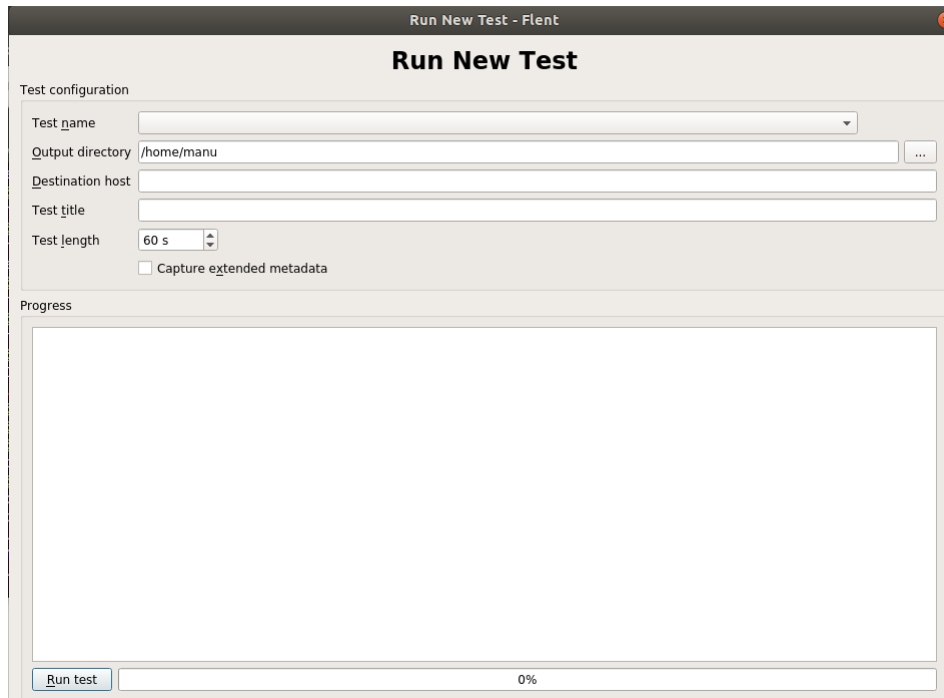 Run New Test - Flent
Run New Test
Test configuration
Test name
Output directory /home/manu ...
Destination host
Test title
Test length 60 s
Capture extended metadata
Progress
Run test 0%